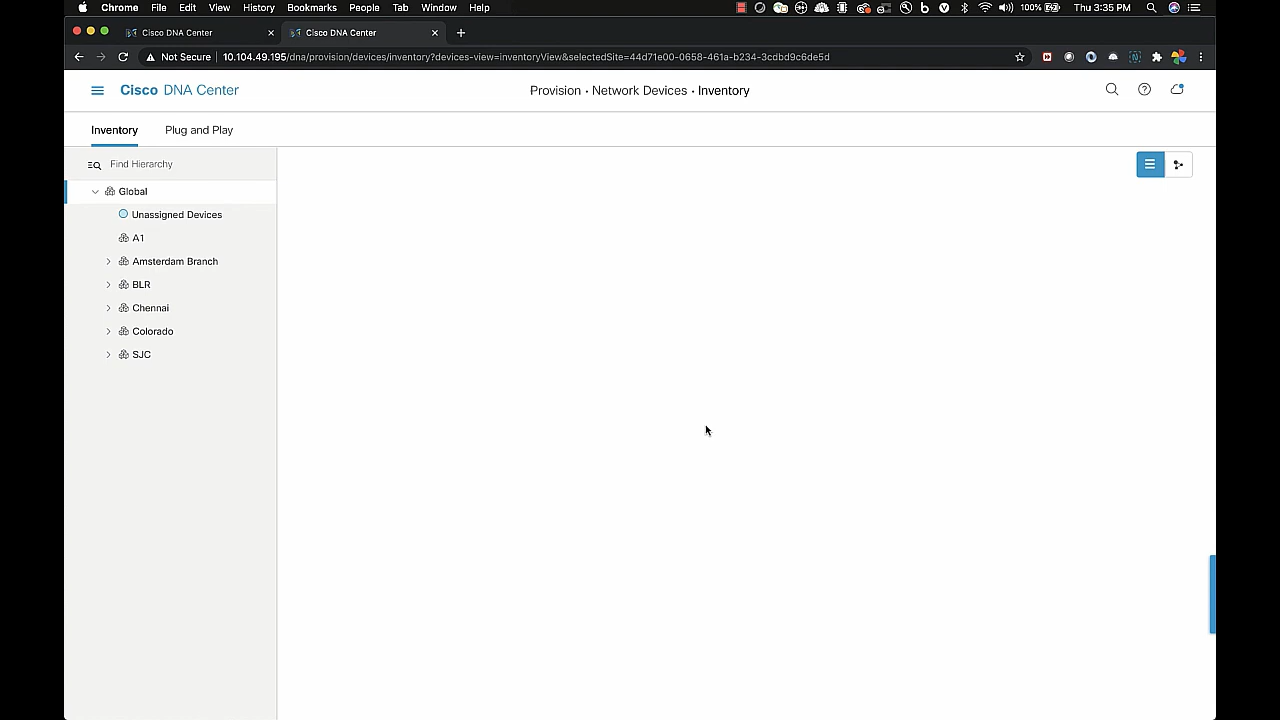 Chrome File Edit View History Bookmarks People Tab Window Help 100% Thu 3:35 PM
Cisco DNA Center Cisco DNA Center
Not Secure 10.104.49.195/dna/provision/devices/inventory?devices-view=inventoryView&selectedSite=44d71e00-0658-461a-b234-3cdbd9c6de5d
Cisco DNA Center Provision · Network Devices · Inventory
Inventory Plug and Play
Find Hierarchy
Global
Unassigned Devices
A1
Amsterdam Branch
BLR
Chennai
Colorado
SJC